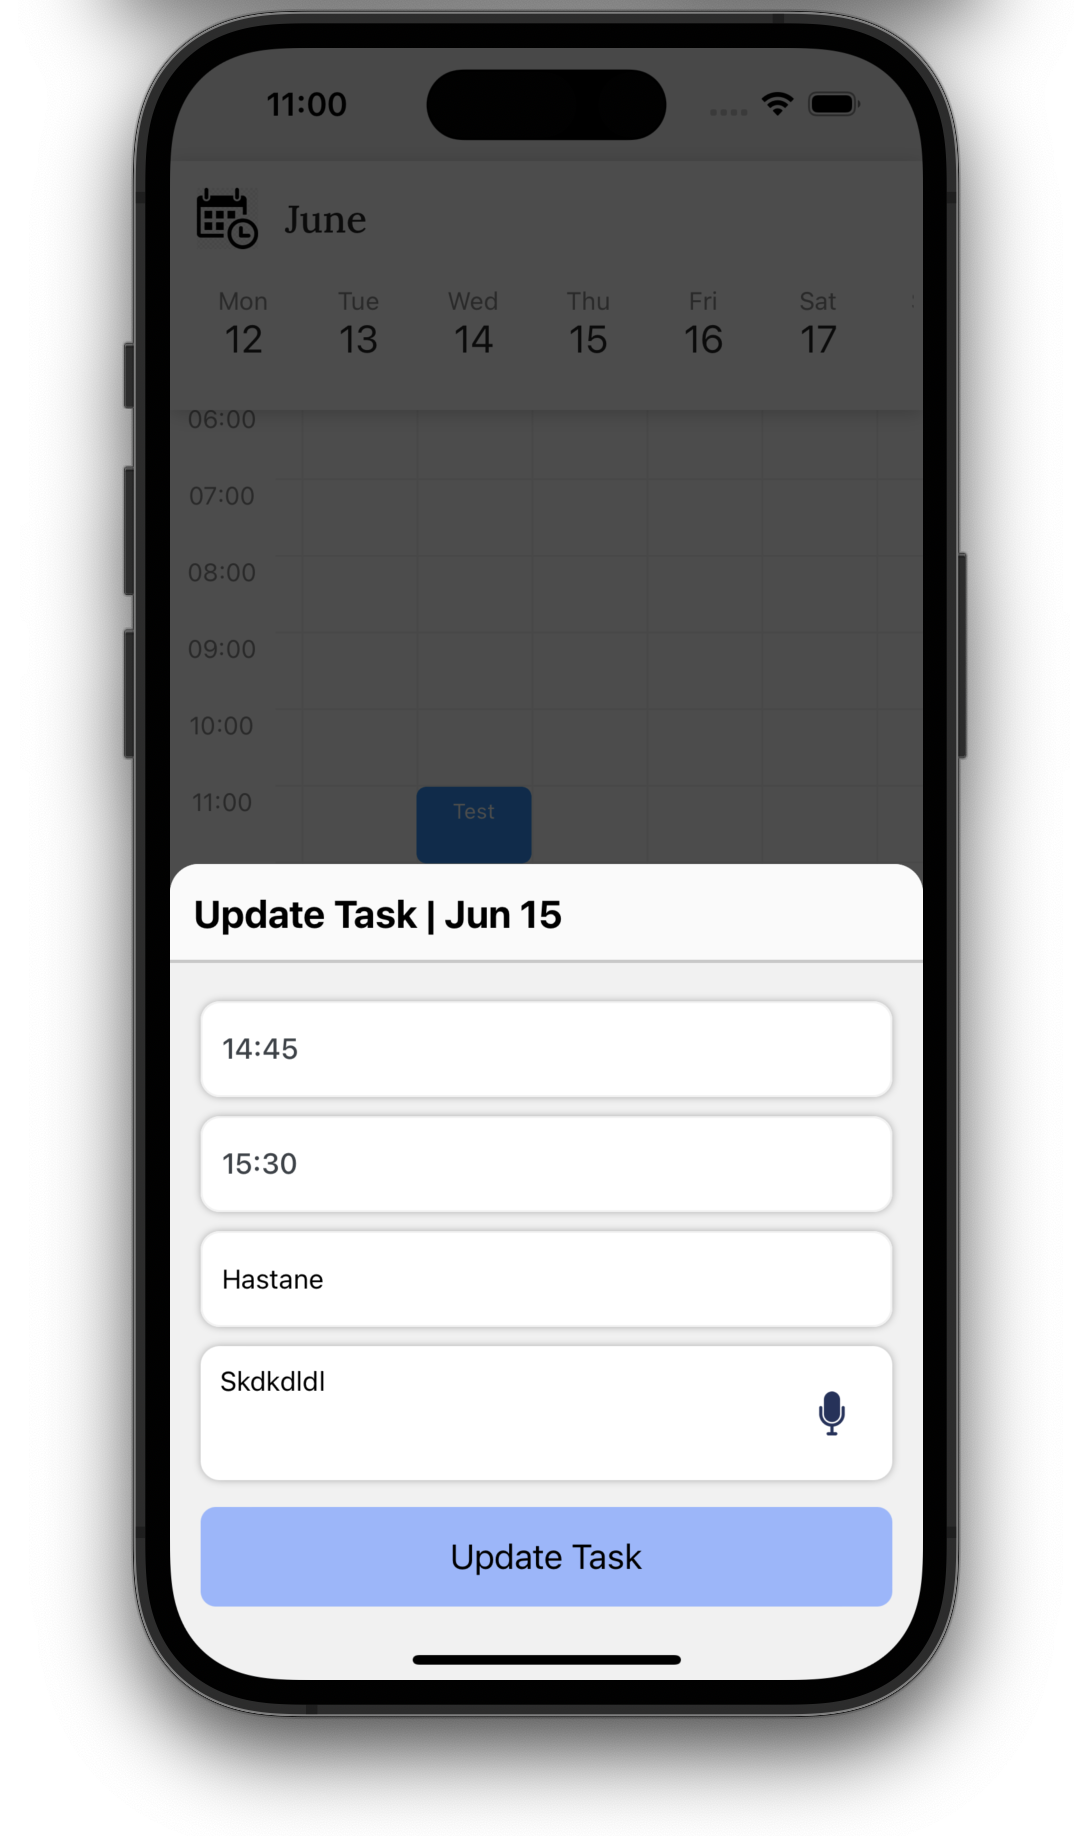 11:00
June
Mon Tue Wed Thu Fri Sat
12 13 14 15 16 17
06:00
07:00
08:00
09:00
10:00
11:00 Test
Update Task | Jun 15
14:45
15:30
Hastane
Skdkdldl
Update Task